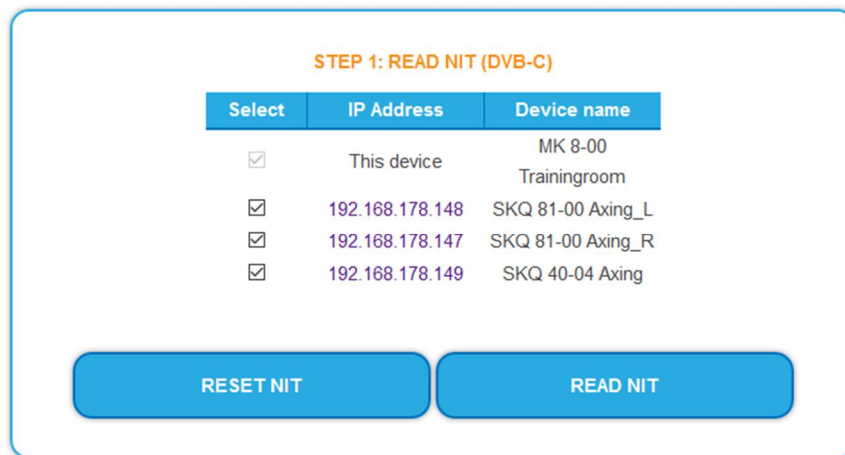 STEP 1: READ NIT (DVB-C)
Select IP Address Device name
This device MK 8-00
Trainingroom
192.168.178.148 SKQ 81-00 Axing_L
192.168.178.147 SKQ 81-00 Axing_R
192.168.178.149 SKQ 40-04 Axing
RESET NIT READ NIT